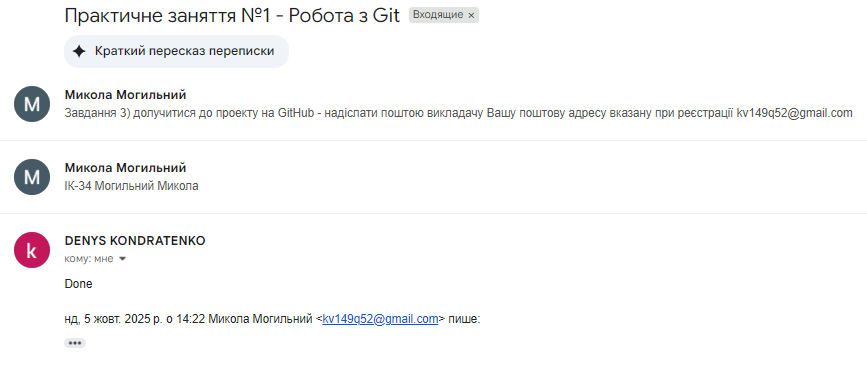 Практичне заняття №1 - Робота з Git Входящие ×
Краткий пересказ переписки
М
Микола Могильний
Завдання 3) долучитися до проекту на GitHub - надіслати поштою викладачу Вашу поштову адресу вказану при реєстрації kv149q52@gmail.com
М
Микола Могильний
ІК-34 Могильний Микола
k
DENYS KONDRATENKO
кому: мне
Done
нд, 5 жовт. 2025 р. о 14:22 Микола Могильний <kv149q52@gmail.com> пише: